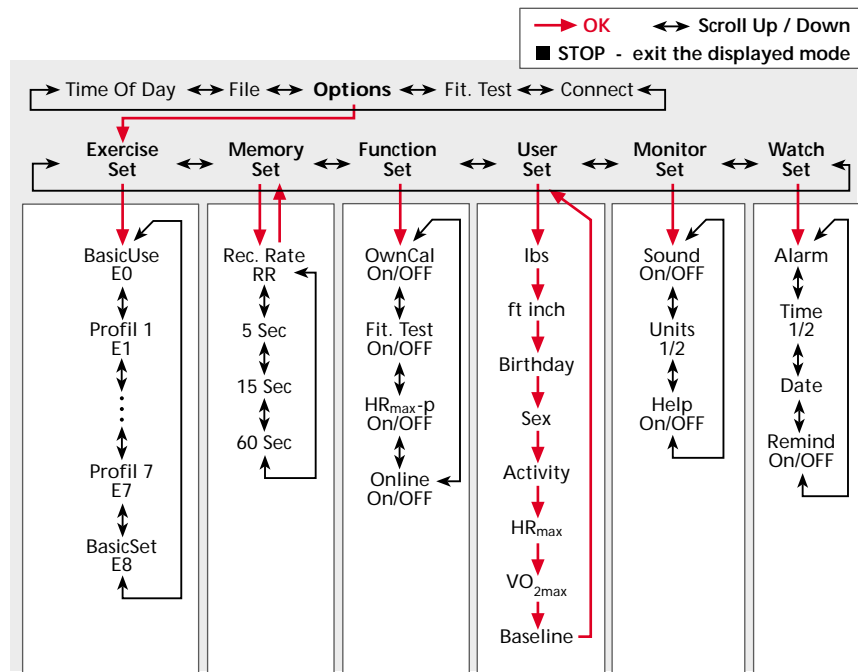 OK Scroll Up / Down
STOP - exit the displayed mode
Time Of Day File Options Fit. Test Connect
Exercise Set
Memory Set
Function Set
User Set
Monitor Set
Watch Set
BasicUse
E0
Profil 1
E1
Profil 7
E7
BasicSet
E8
Rec. Rate
RR
5 Sec
15 Sec
60 Sec
OwnCal
On/OFF
Fit. Test
On/OFF
HRmax-p
On/OFF
Online
On/OFF
lbs
ft inch
Birthday
Sex
Activity
HRmax
VO2max
Baseline
Sound
On/OFF
Units
1/2
Help
On/OFF
Alarm
Time
1/2
Date
Remind
On/OFF